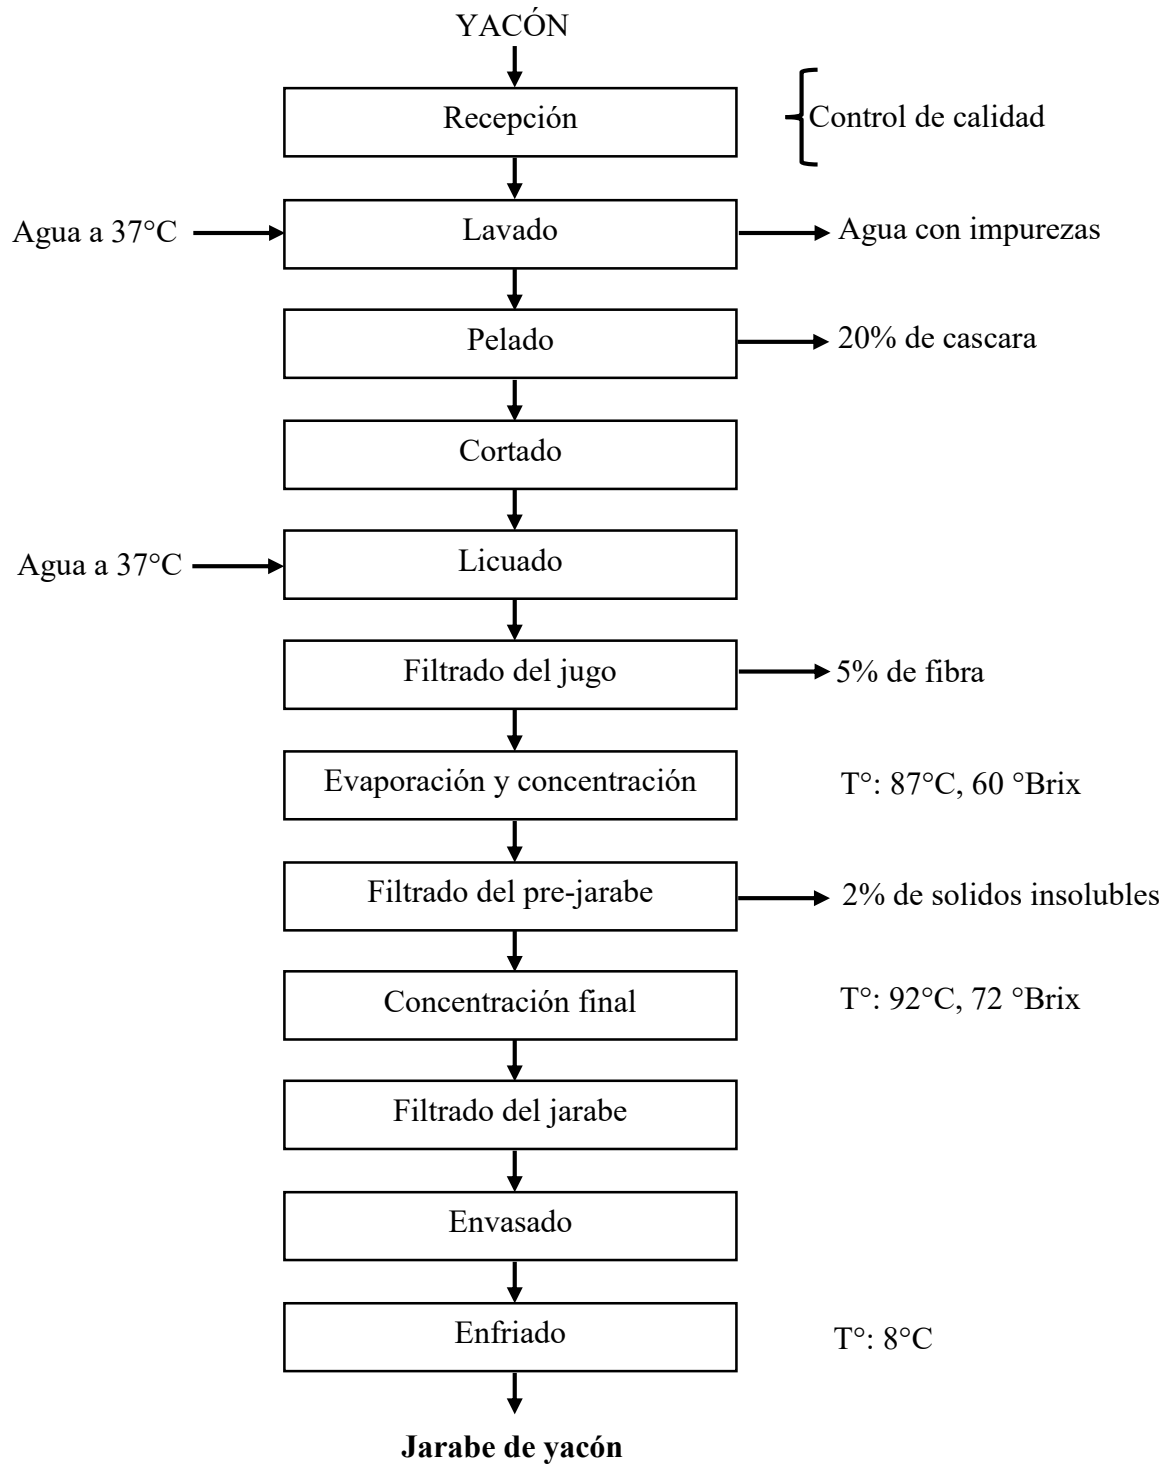 YACÓN
Recepción
Control de calidad
Agua a 37°C
Lavado
Agua con impurezas
Pelado
20% de cascara
Cortado
Agua a 37°C
Licuado
Filtrado del jugo
5% de fibra
Evaporación y concentración
T°: 87°C, 60 °Brix
Filtrado del pre-jarabe
2% de solidos insolubles
Concentración final
T°: 92°C, 72 °Brix
Filtrado del jarabe
Envasado
Enfriado
T°: 8°C
Jarabe de yacón